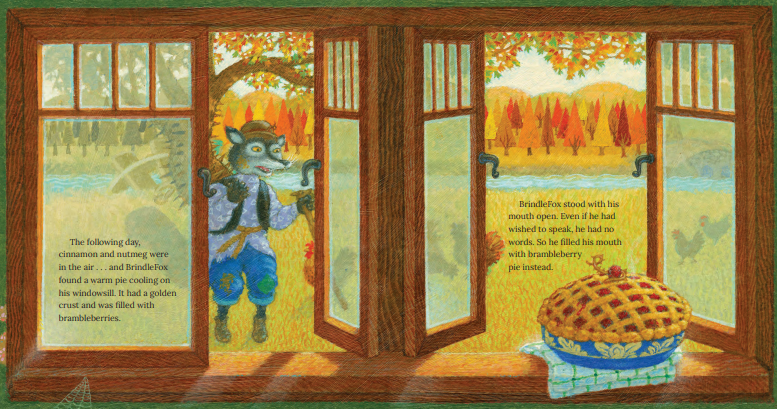 The following day,
cinnamon and nutmeg were
in the air . . . and BrindleFox
found a warm pie cooling on
his windowsill. It had a golden
crust and was filled with
brambleberries.
BrindleFox stood with his
mouth open. Even if he had
wished to speak, he had no
words. So he filled his mouth
with brambleberry
pie instead.